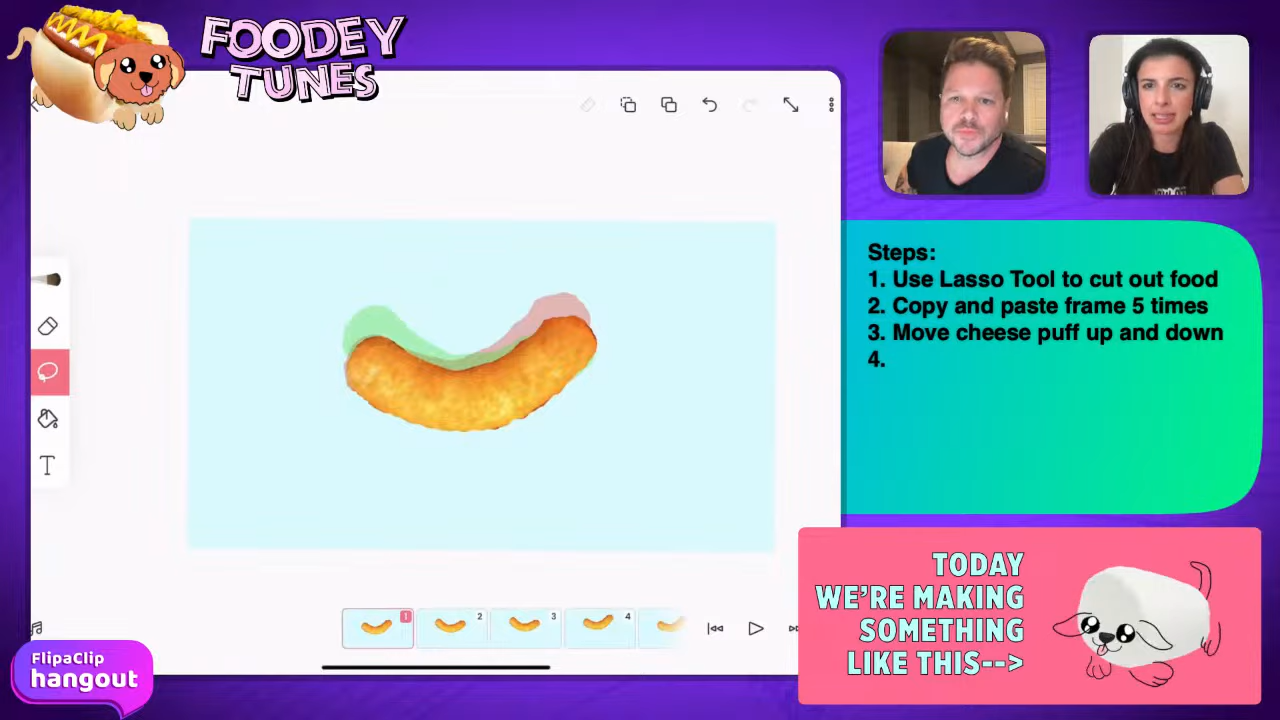 FOODEY
TUNES
Steps:
1. Use Lasso Tool to cut out food
2. Copy and paste frame 5 times
3. Move cheese puff up and down
4.
T
1
2
3
4
TODAY
WE'RE MAKING
SOMETHING
LIKE THIS-->
FlipaClip
hangout